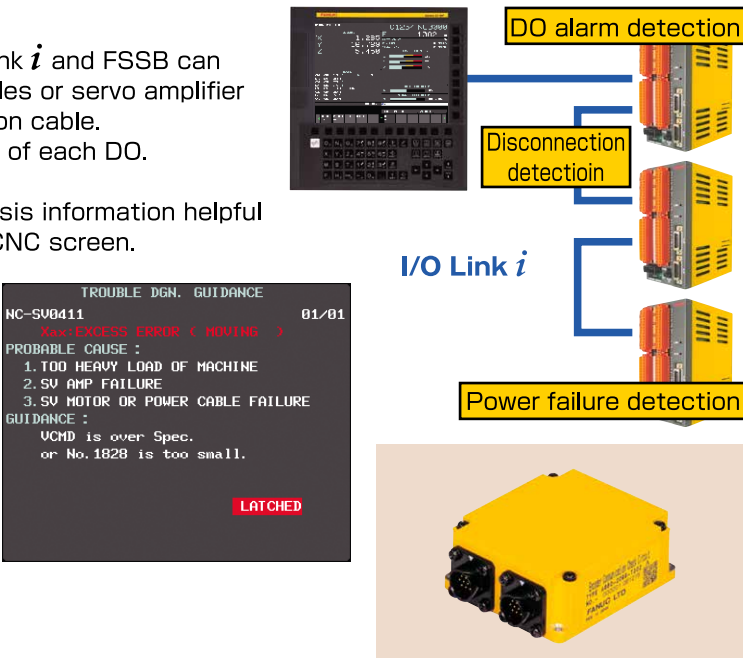 nk i and FSSB can
les or servo amplifier
on cable.
of each DO.
sis information helpful
CNC screen.
DO alarm detection
Disconnection
detectioin
I/O Link i
Power failure detection
TROUBLE DGN. GUIDANCE
NC-SV0411 01/01
Xax:EXCESS ERROR ( MOVING )
PROBABLE CAUSE :
1. TOO HEAVY LOAD OF MACHINE
2. SV AMP FAILURE
3. SV MOTOR OR POWER CABLE FAILURE
GUIDANCE :
VCMD is over Spec.
or No. 1828 is too small.
LATCHED
FANUC LTD